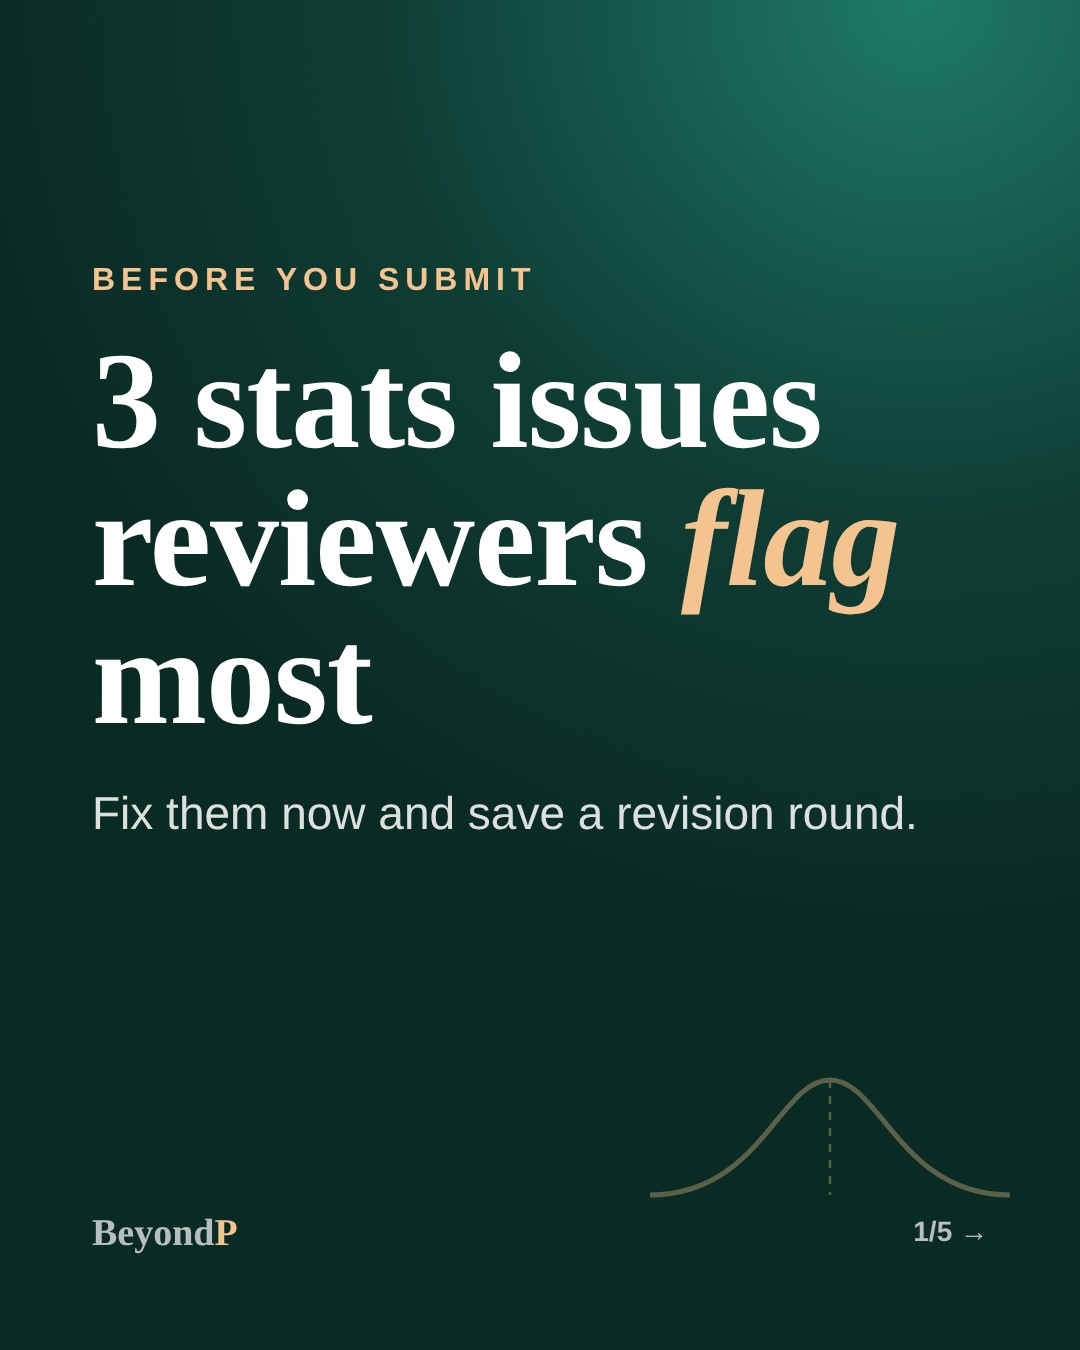 BEFORE YOU SUBMIT
3 stats issues
reviewers flag
most
Fix them now and save a revision round.
BeyondP
1/5 →